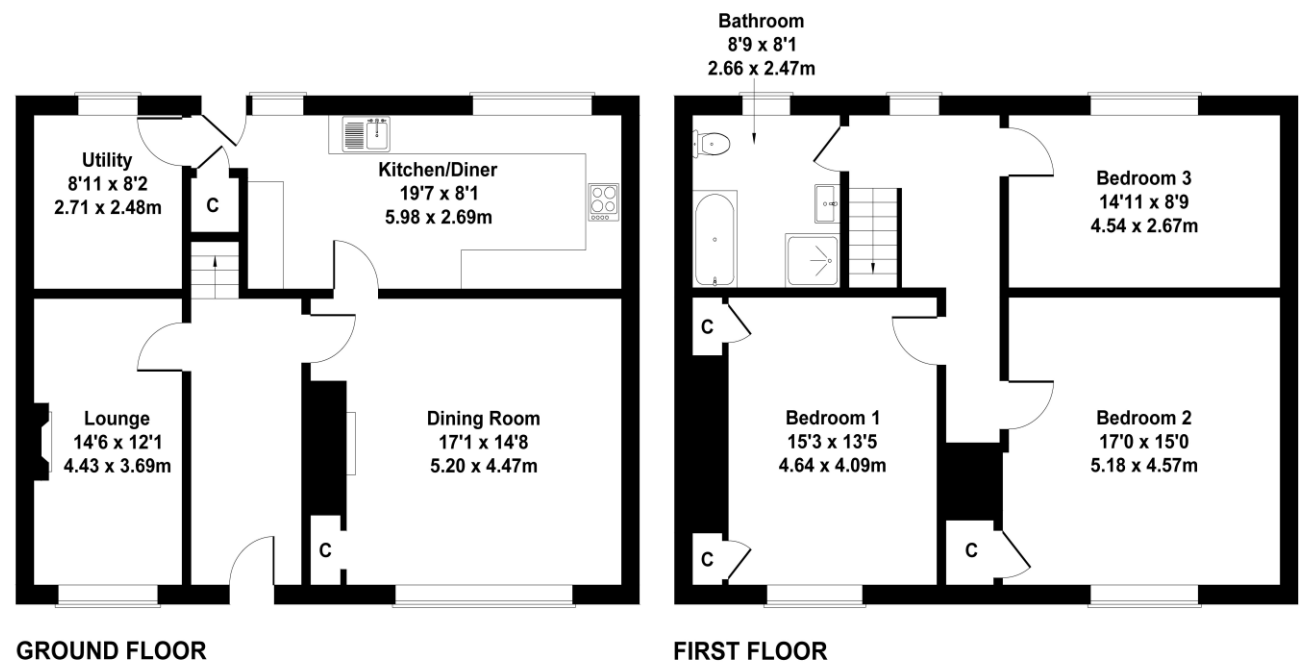 Bathroom
8'9 x 8'1
2.66 x 2.47m
Utility
8'11 x 8'2
2.71 x 2.48m
C
Kitchen/Diner
19'7 x 8'1
5.98 x 2.69m
Lounge
14'6 x 12'1
4.43 x 3.69m
Dining Room
17'1 x 14'8
5.20 x 4.47m
C
Bedroom 3
14'11 x 8'9
4.54 x 2.67m
C
Bedroom 1
15'3 x 13'5
4.64 x 4.09m
C
Bedroom 2
17'0 x 15'0
5.18 x 4.57m
C
GROUND FLOOR
FIRST FLOOR